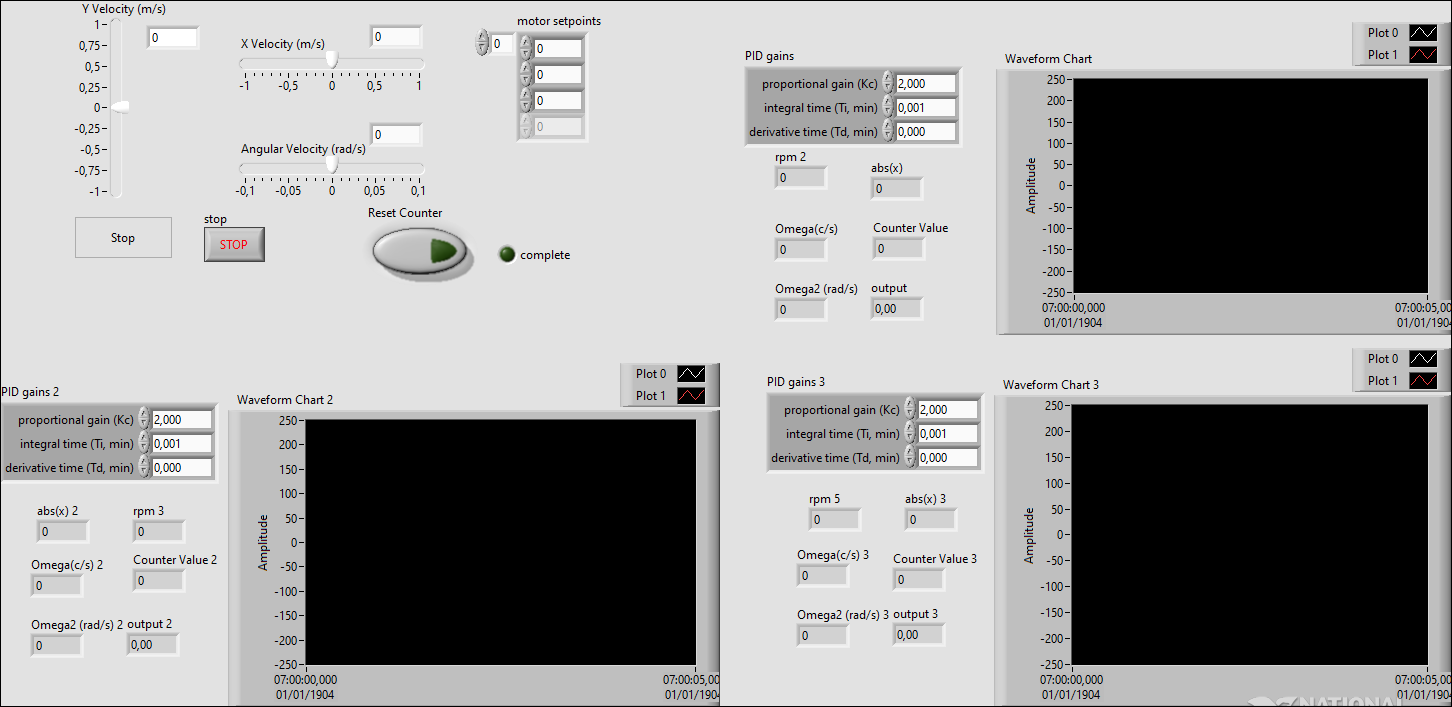 Y Velocity (m/s)
1
0,75
0,5
0,25
0
-0,25
-0,5
-0,75
-1
0
X Velocity (m/s)
0
-1 -0,5 0 0,5 1
Angular Velocity (rad/s)
0
-0,1 -0,05 0 0,05 0,1
motor setpoints
0
0
0
0
0
Stop
stop
STOP
Reset Counter
complete
PID gains
proportional gain (Kc) 2,000
integral time (Ti, min) 0,001
derivative time (Td, min) 0,000
rpm 2
0
abs(x)
0
Omega(c/s)
0
Counter Value
0
Omega2 (rad/s)
0
output
0,00
Waveform Chart
Plot 0
Plot 1
Amplitude
250
200
150
100
50
0
-50
-100
-150
-200
-250
07:00:00,000
01/01/1904
07:00:05,00
01/01/1904
PID gains 2
proportional gain (Kc) 2,000
integral time (Ti, min) 0,001
derivative time (Td, min) 0,000
abs(x) 2
0
rpm 3
0
Omega(c/s) 2
0
Counter Value 2
0
Omega2 (rad/s) 2
0
output 2
0,00
Waveform Chart 2
Plot 0
Plot 1
Amplitude
250
200
150
100
50
0
-50
-100
-150
-200
-250
07:00:00,000
01/01/1904
07:00:05,00
01/01/1904
PID gains 3
proportional gain (Kc) 2,000
integral time (Ti, min) 0,001
derivative time (Td, min) 0,000
rpm 5
0
abs(x) 3
0
Omega(c/s) 3
0
Counter Value 3
0
Omega2 (rad/s) 3
0
output 3
0,00
Waveform Chart 3
Plot 0
Plot 1
Amplitude
250
200
150
100
50
0
-50
-100
-150
-200
-250
07:00:00,000
01/01/1904
07:00:05,00
01/01/1904
NATIONAL